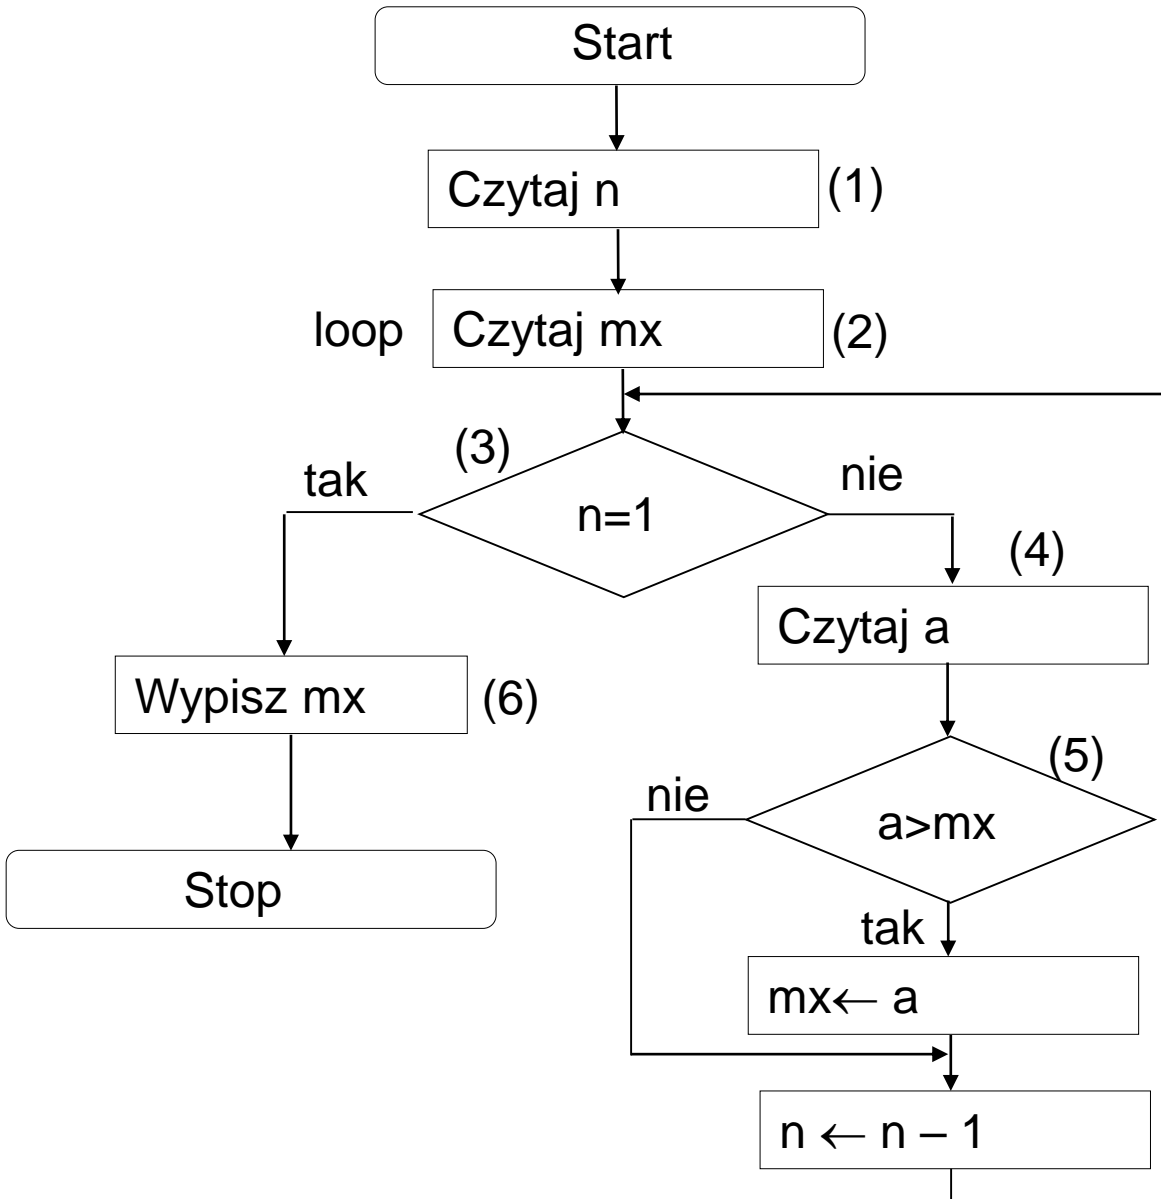 Start
Czytaj n
(1)
loop
Czytaj mx
(2)
(3)
tak
nie
n=1
(4)
Czytaj a
Wypisz mx
(6)
(5)
nie
a>mx
Stop
tak
mx← a
n ← n – 1